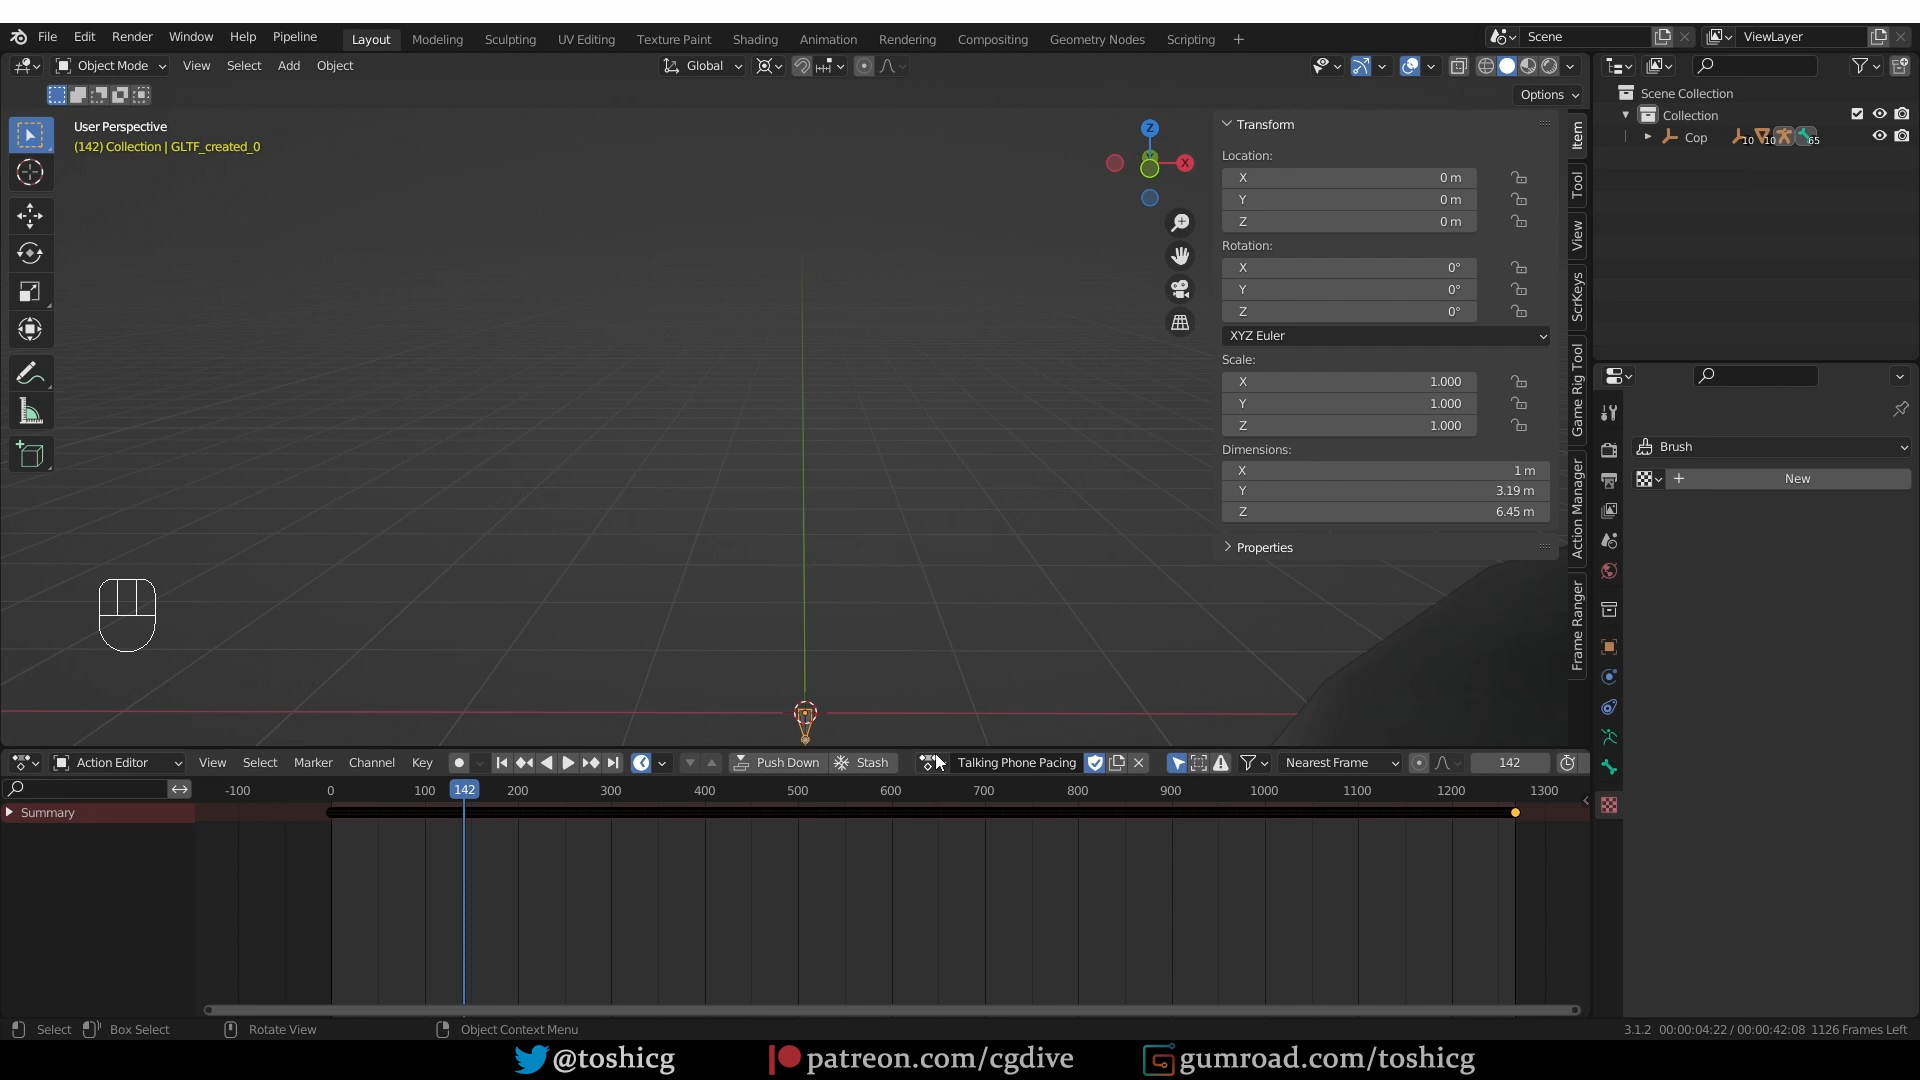 File Edit Render Window Help Pipeline Layout Modeling Sculpting UV Editing Texture Paint Shading Animation Rendering Compositing Geometry Nodes Scripting + Scene ViewLayer
Object Mode View Select Add Object Global
Options
User Perspective
(142) Collection | GLTF_created_0
Z
X
Transform
Location:
X 0 m
Y 0 m
Z 0 m
Rotation:
X 0°
Y 0°
Z 0°
XYZ Euler
Scale:
X 1.000
Y 1.000
Z 1.000
Dimensions:
X 1 m
Y 3.19 m
Z 6.45 m
Properties
Item
Tool
View
ScrKeys
Game Rig Tool
Action Manager
Frame Ranger
Scene Collection
Collection
Cop 10 10 65
Brush
+ New
Action Editor View Select Marker Channel Key Push Down Stash Talking Phone Pacing Nearest Frame 142
-100 0 100 142 200 300 400 500 600 700 800 900 1000 1100 1200 1300
Summary
Select Box Select Rotate View Object Context Menu 3.1.2 00:00:04:22 / 00:00:42:08 1126 Frames Left
@toshicg patreon.com/cgdive gumroad.com/toshicg